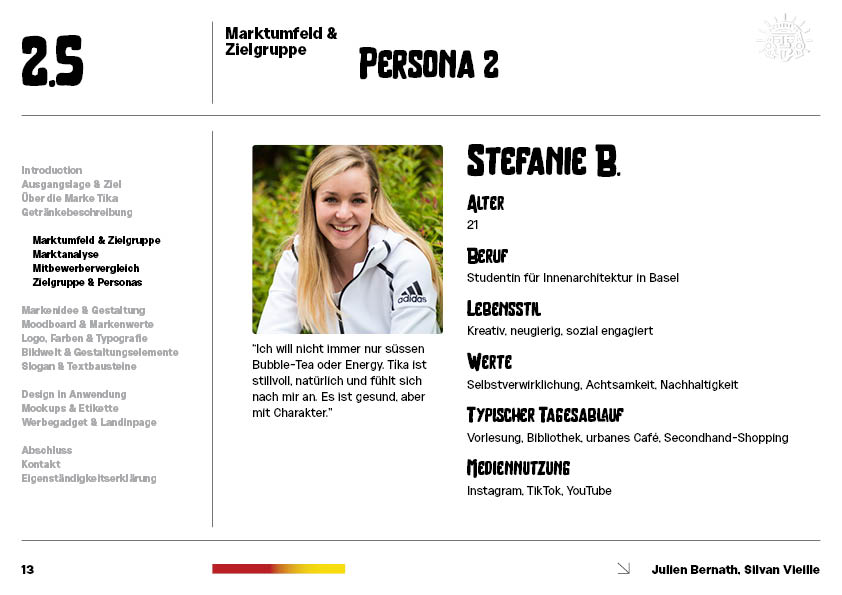 2.5
Marktumfeld &
Zielgruppe
Persona 2
Introduction
Ausgangslage & Ziel
Über die Marke Tika
Getränkebeschreibung
Marktumfeld & Zielgruppe
Marktanalyse
Mitbewerbervergleich
Zielgruppe & Personas
Markenidee & Gestaltung
Moodboard & Markenwerte
Logo, Farben & Typografie
Bildwelt & Gestaltungselemente
Slogan & Textbausteine
Design in Anwendung
Mockups & Etikette
Werbegadget & Landinpage
Abschluss
Kontakt
Eigenständigkeitserklärung
adidas
"Ich will nicht immer nur süssen
Bubble-Tea oder Energy. Tika ist
stillvoll, natürlich und fühlt sich
nach mir an. Es ist gesund, aber
mit Charakter."
Stefanie B.
Alter
21
Beruf
Studentin für Innenarchitektur in Basel
Lebensstil
Kreativ, neugierig, sozial engagiert
Werte
Selbstverwirklichung, Achtsamkeit, Nachhaltigkeit
Typischer Tagesablauf
Vorlesung, Bibliothek, urbanes Café, Secondhand-Shopping
Mediennutzung
Instagram, TikTok, YouTube
13
Julien Bernath, Silvan Vieille